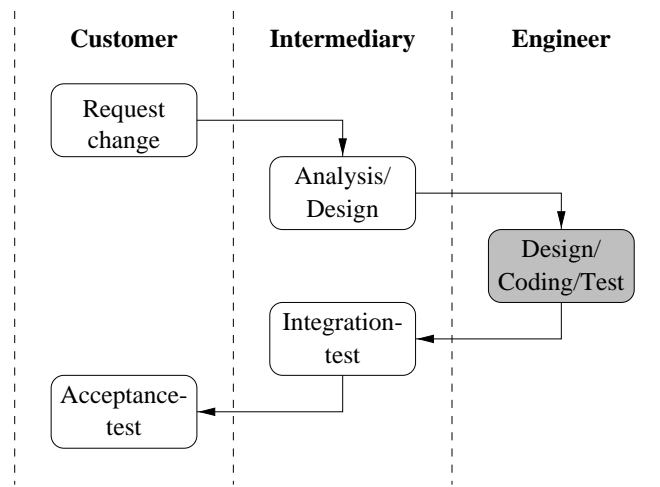 Customer
Intermediary
Engineer
Request
change
Analysis/
Design
Design/
Coding/Test
Integration-
test
Acceptance-
test